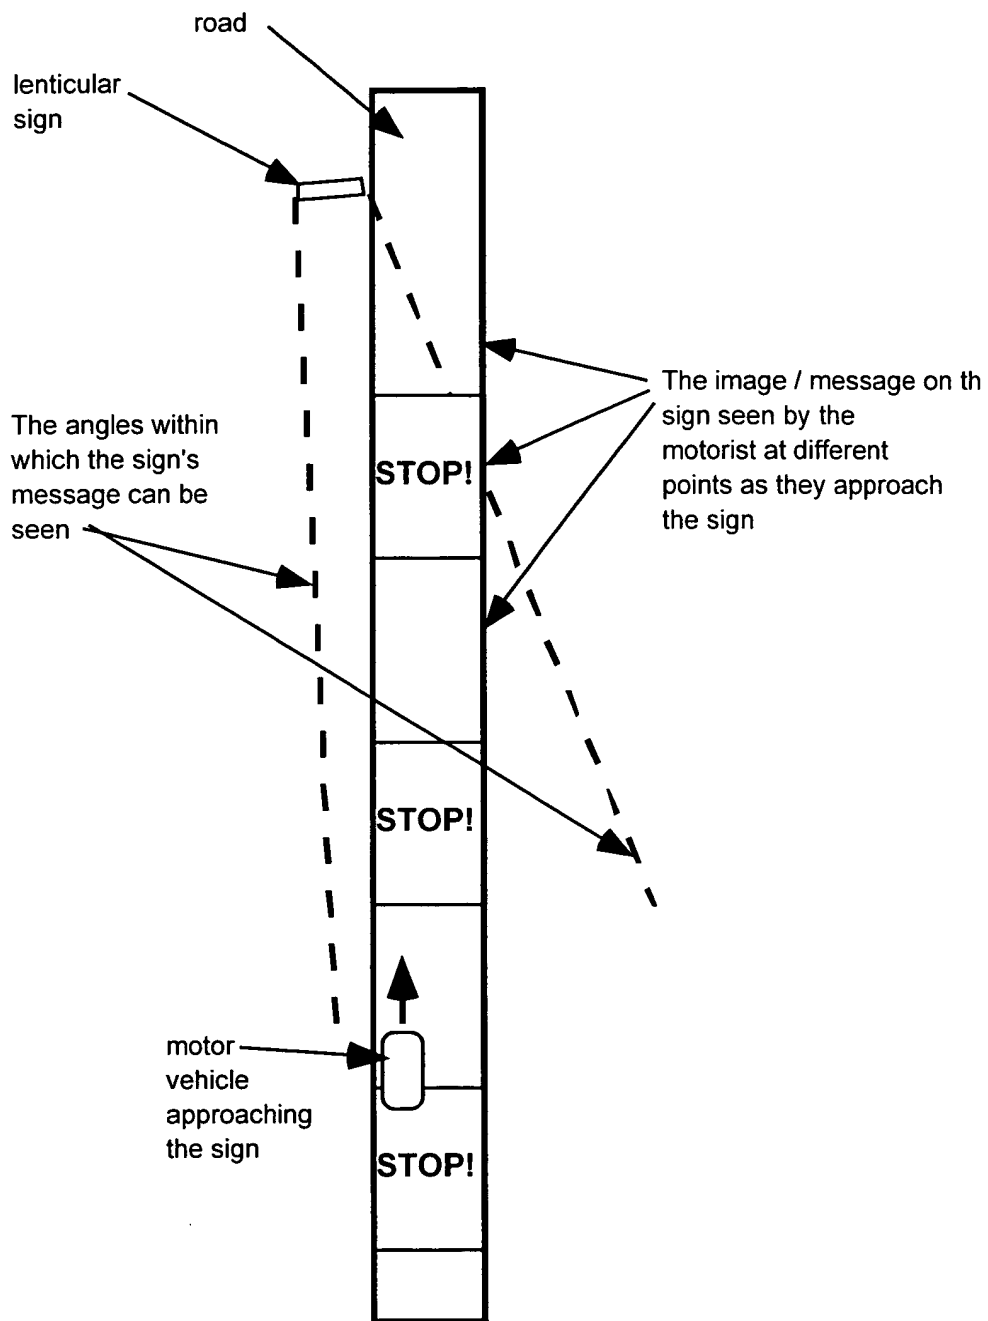 road
lenticular
sign
The image / message on th
sign seen by the
motorist at different
points as they approach
the sign
The angles within
which the sign's
message can be
seen
STOP!
STOP!
motor
vehicle
approaching
the sign
STOP!